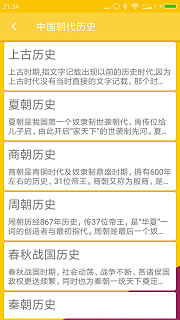 21:34
中国朝代历史
上古历史
上古时期,指文字记载出现以前的历史时代,因为
上古时代没有当时直接的文字记载，那个时...
夏朝历史
夏朝是我国第一个奴隶制世袭朝代，禹传位给
儿子启，由此开启"家天下"的世袭制先河。夏...
商朝历史
商朝是青铜时代及奴隶制鼎盛时期，拥有600年
左右的历史、31位帝王。商朝又称为殷商，是...
周朝历史
周朝历经867年历史，传37位帝王，是"华夏"一
词的创造者与最初指代。周朝是最后一个奴...
春秋战国历史
春秋战国时期，社会动荡、战争不断、各诸侯国
政权更迭频繁，同时也为秦朝一统天下奠定...
秦朝历史